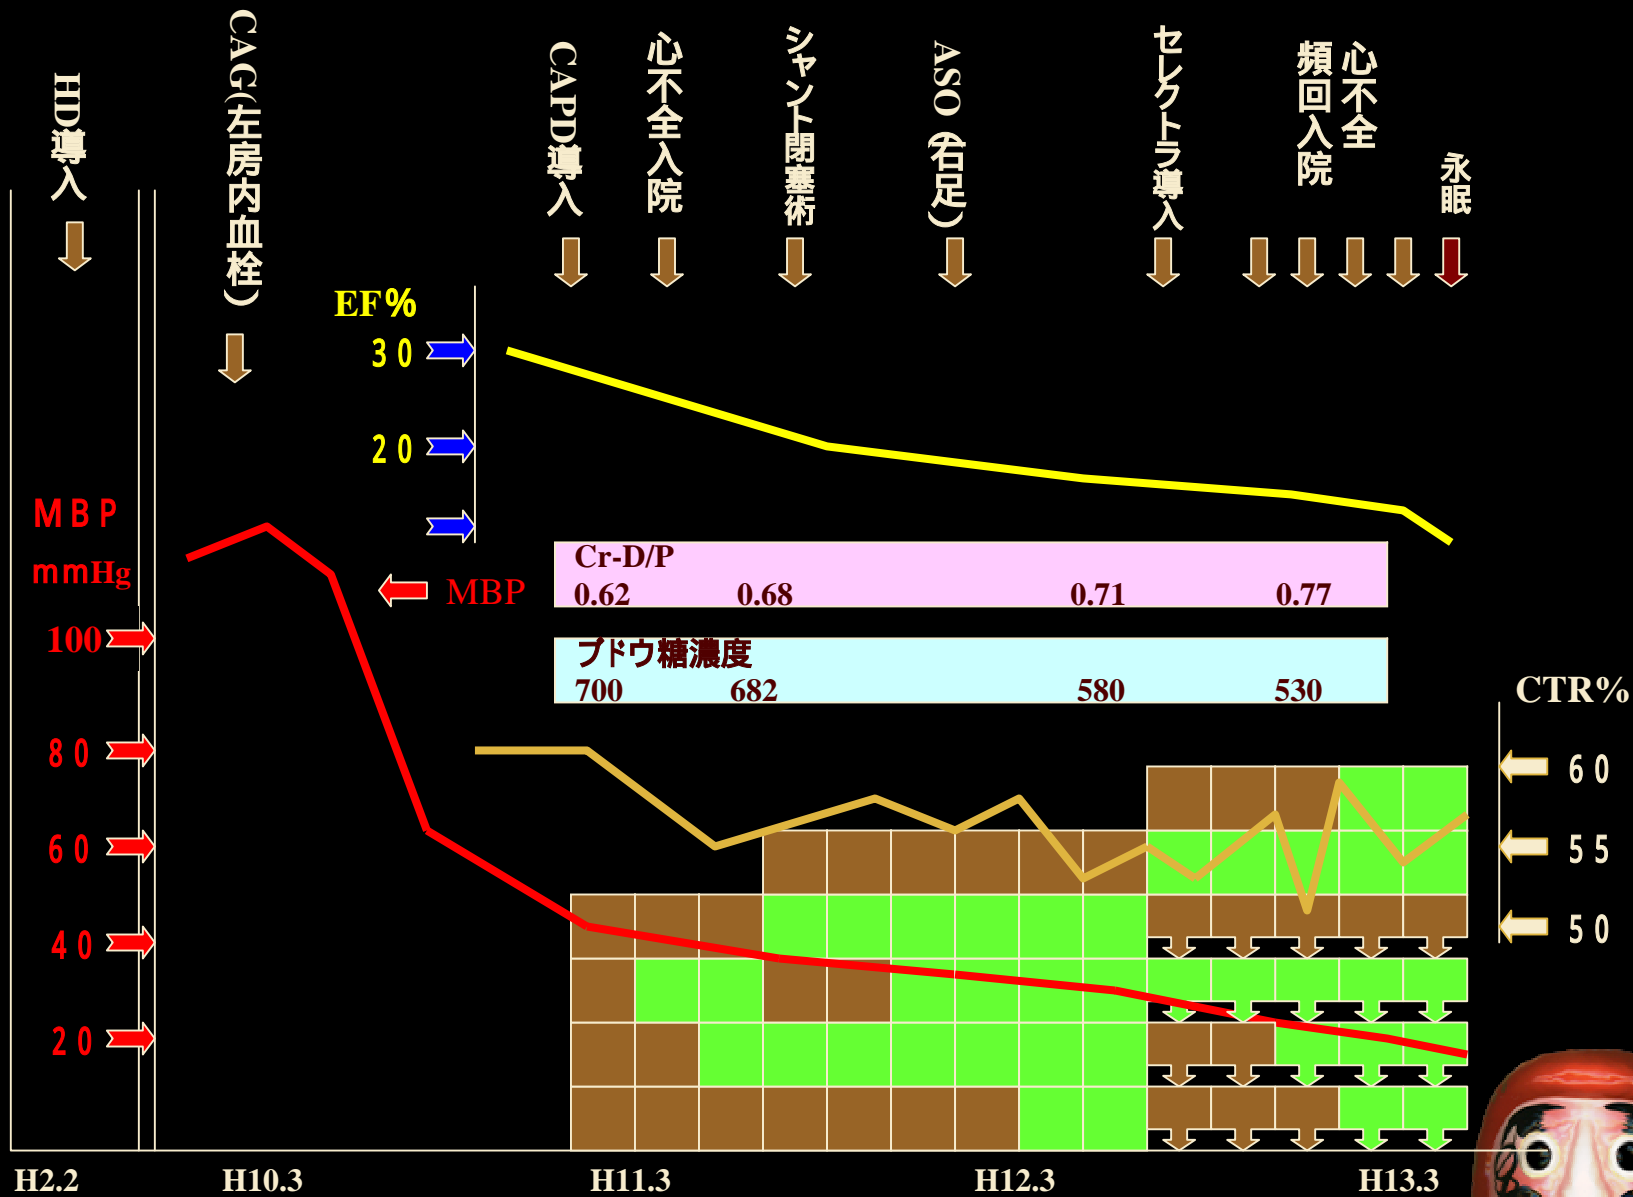 HD導入
CAG(左房内血栓)
CAPD導入
心不全入院
シャント閉塞術
ASO(右足)
セレクトラ導入
心不全
頻回入院
永眠
EF%
30
20
MBP
mmHg
100
80
60
40
20
MBP
Cr-D/P
0.62 0.68 0.71 0.77
ブドウ糖濃度
700 682 580 530
CTR%
60
55
50
H2.2 H10.3 H11.3 H12.3 H13.3